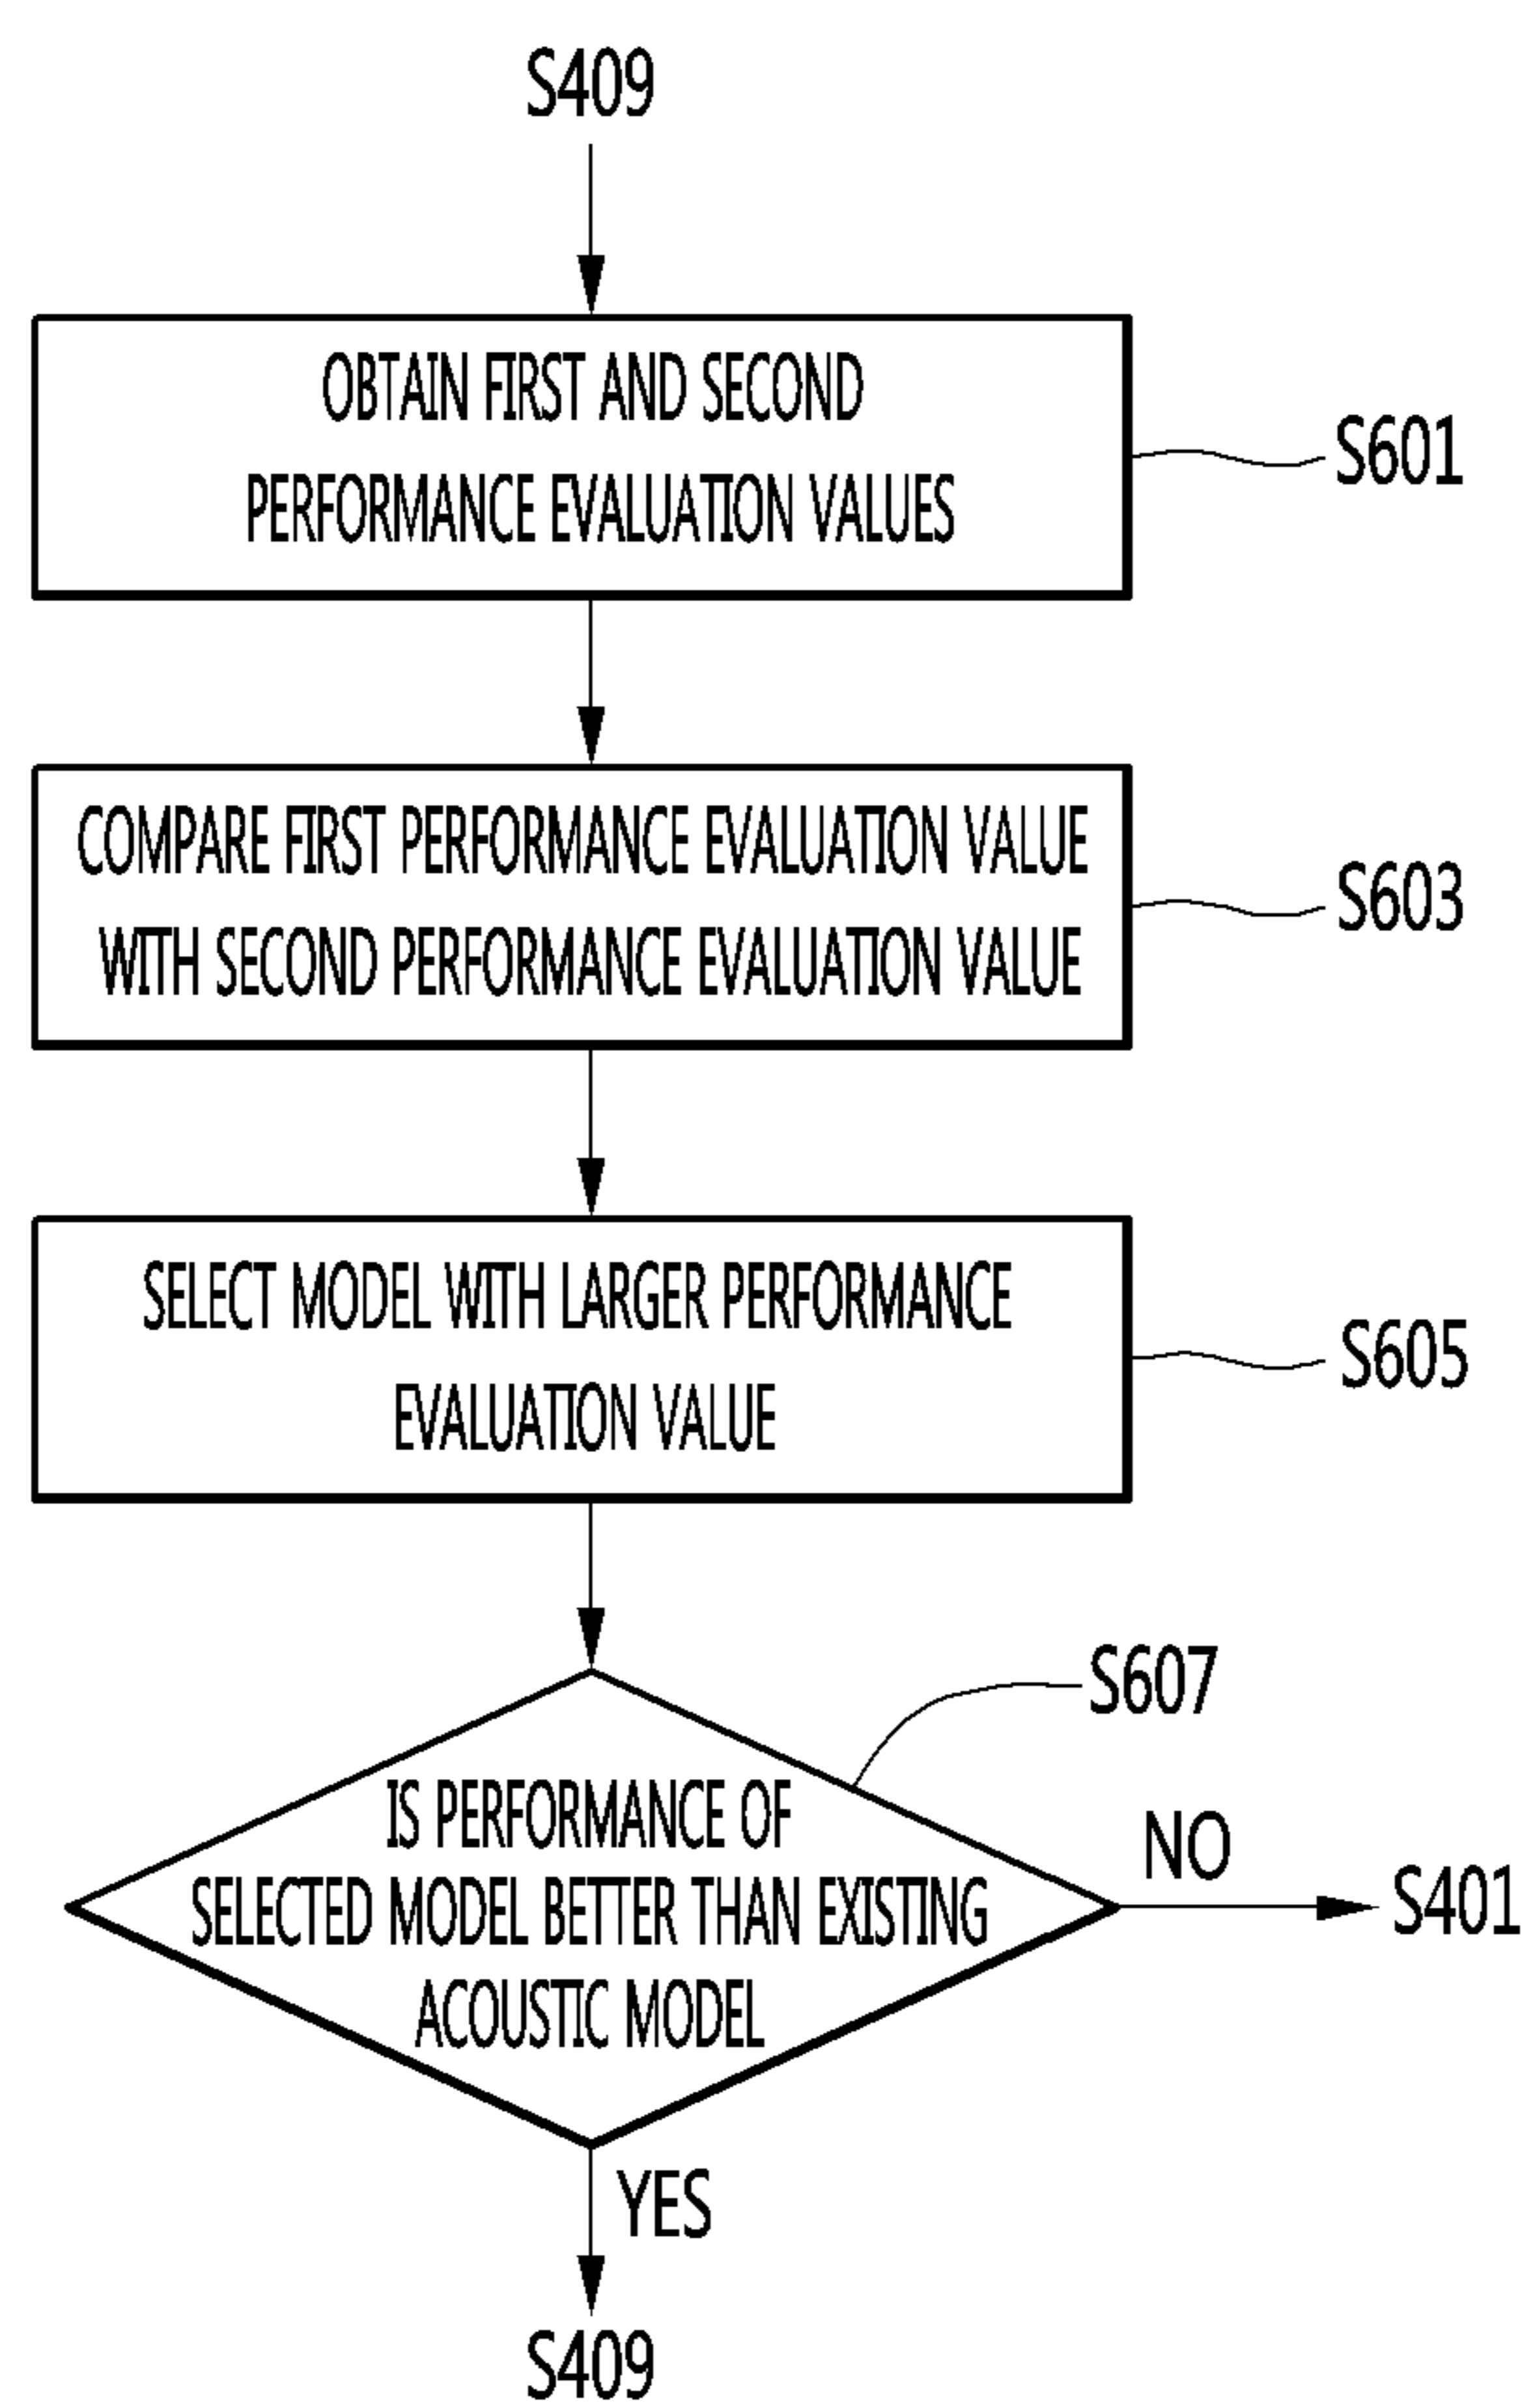 S409
OBTAIN FIRST AND SECOND
PERFORMANCE EVALUATION VALUES
S601
COMPARE FIRST PERFORMANCE EVALUATION VALUE
WITH SECOND PERFORMANCE EVALUATION VALUE
S603
SELECT MODEL WITH LARGER PERFORMANCE
EVALUATION VALUE
S605
S607
IS PERFORMANCE OF
SELECTED MODEL BETTER THAN EXISTING
ACOUSTIC MODEL
NO
S401
YES
S409